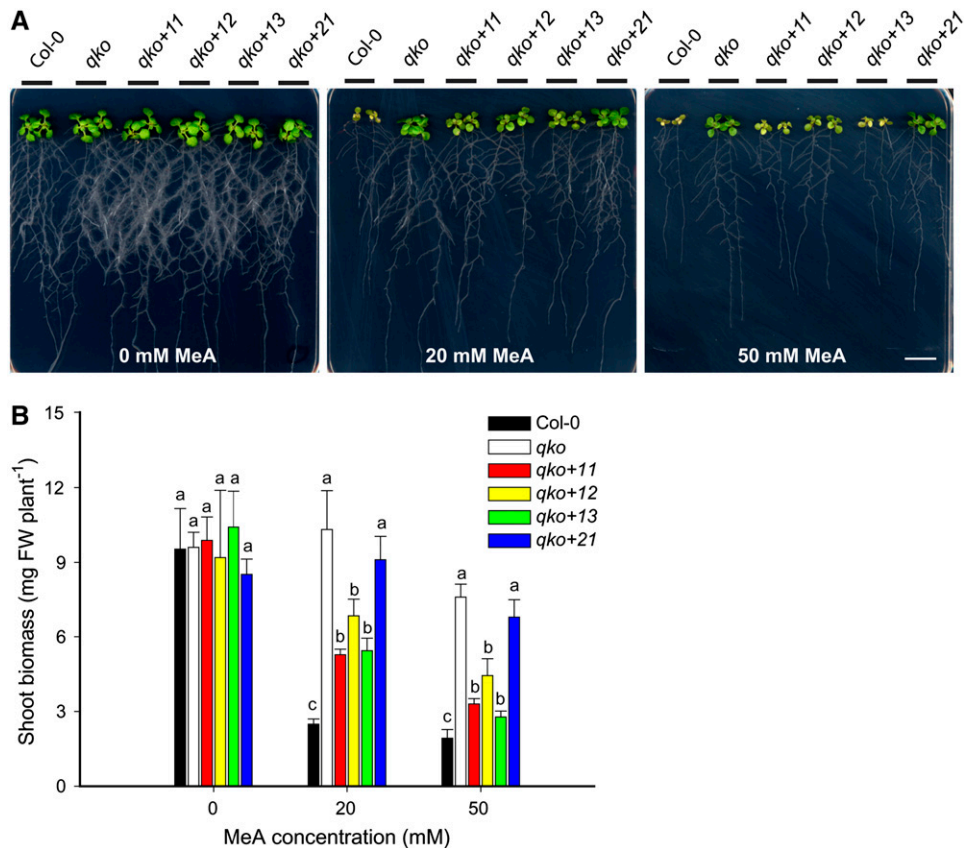 A
Col-0 qko qko+11 qko+12 qko+13 qko+21 Col-0 qko qko+11 qko+12 qko+13 qko+21 Col-0 qko qko+11 qko+12 qko+13 qko+21
0 mM MeA 20 mM MeA 50 mM MeA
B
Shoot biomass (mg FW plant⁻¹)
15
12
9
6
3
0
a a a a a a
c a b b b a
c a b b b a
Col-0
qko
qko+11
qko+12
qko+13
qko+21
0 20 50
MeA concentration (mM)